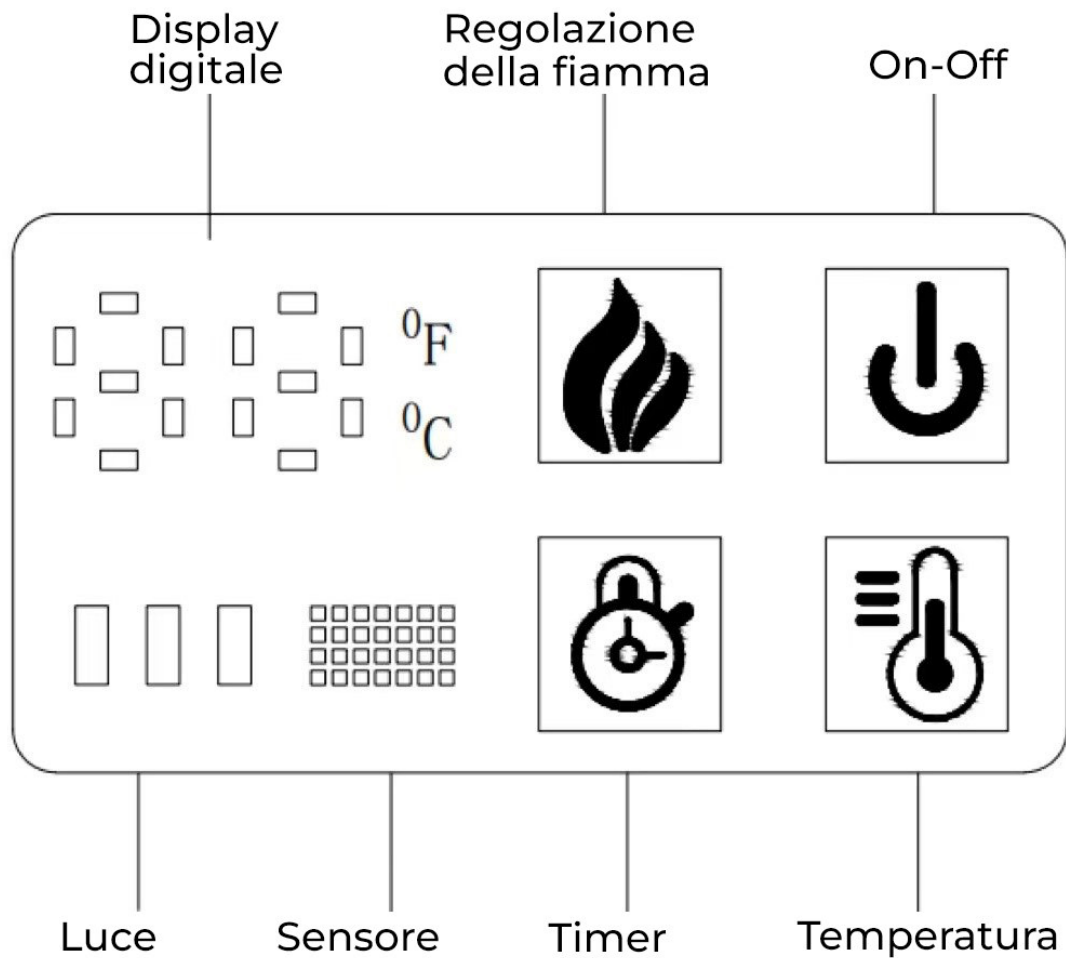 Display
digitale
Regolazione
della fiamma
On-Off
⁰F
⁰C
Luce
Sensore
Timer
Temperatura